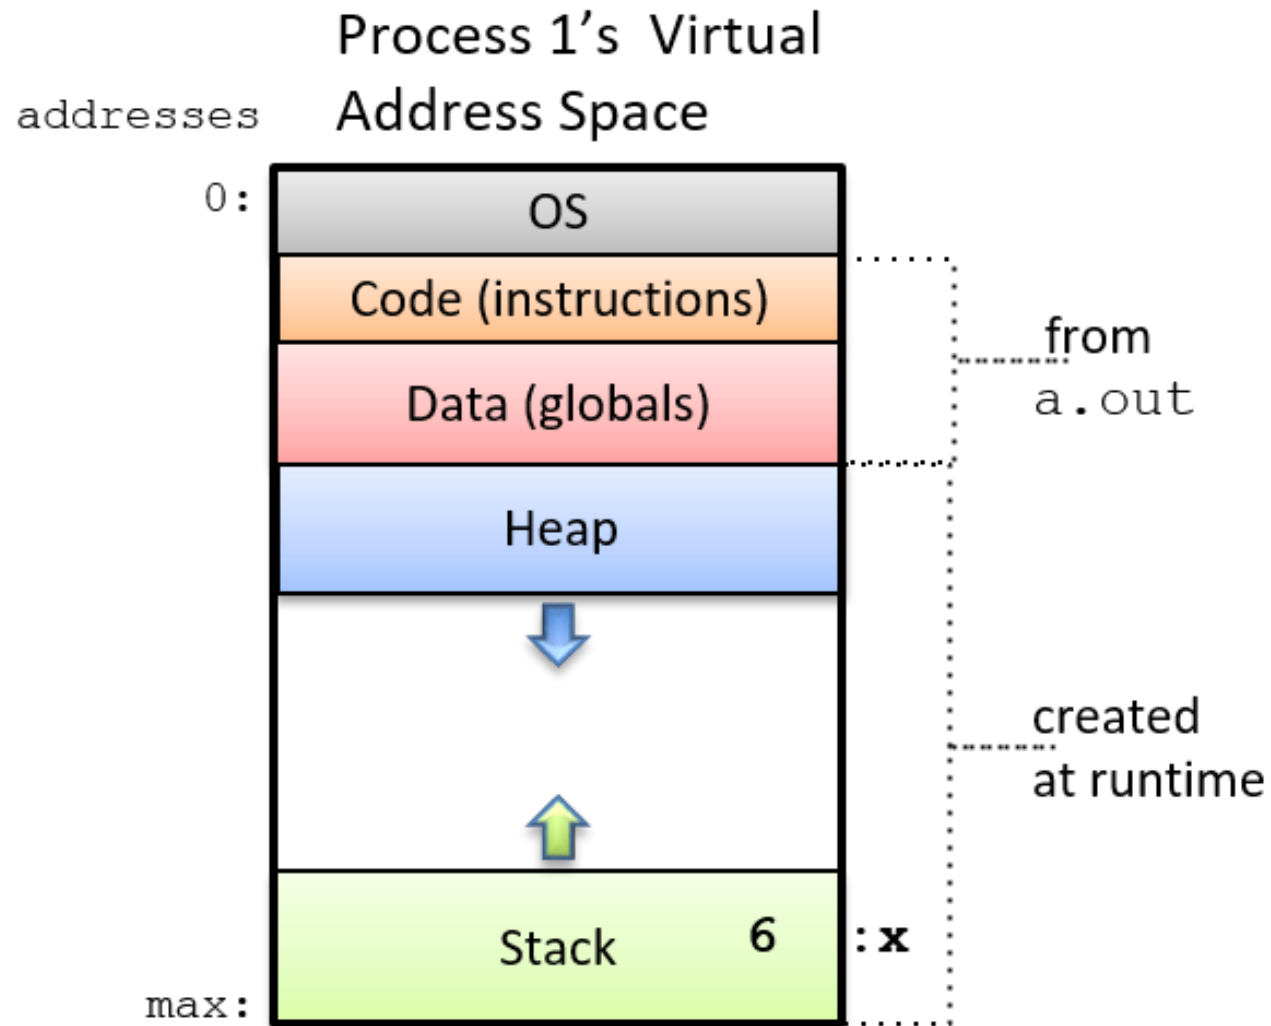 Process 1’s Virtual
Address Space
addresses
0:
OS
Code (instructions)
Data (globals)
from
a.out
Heap
created
at runtime
Stack
6
:x
max: